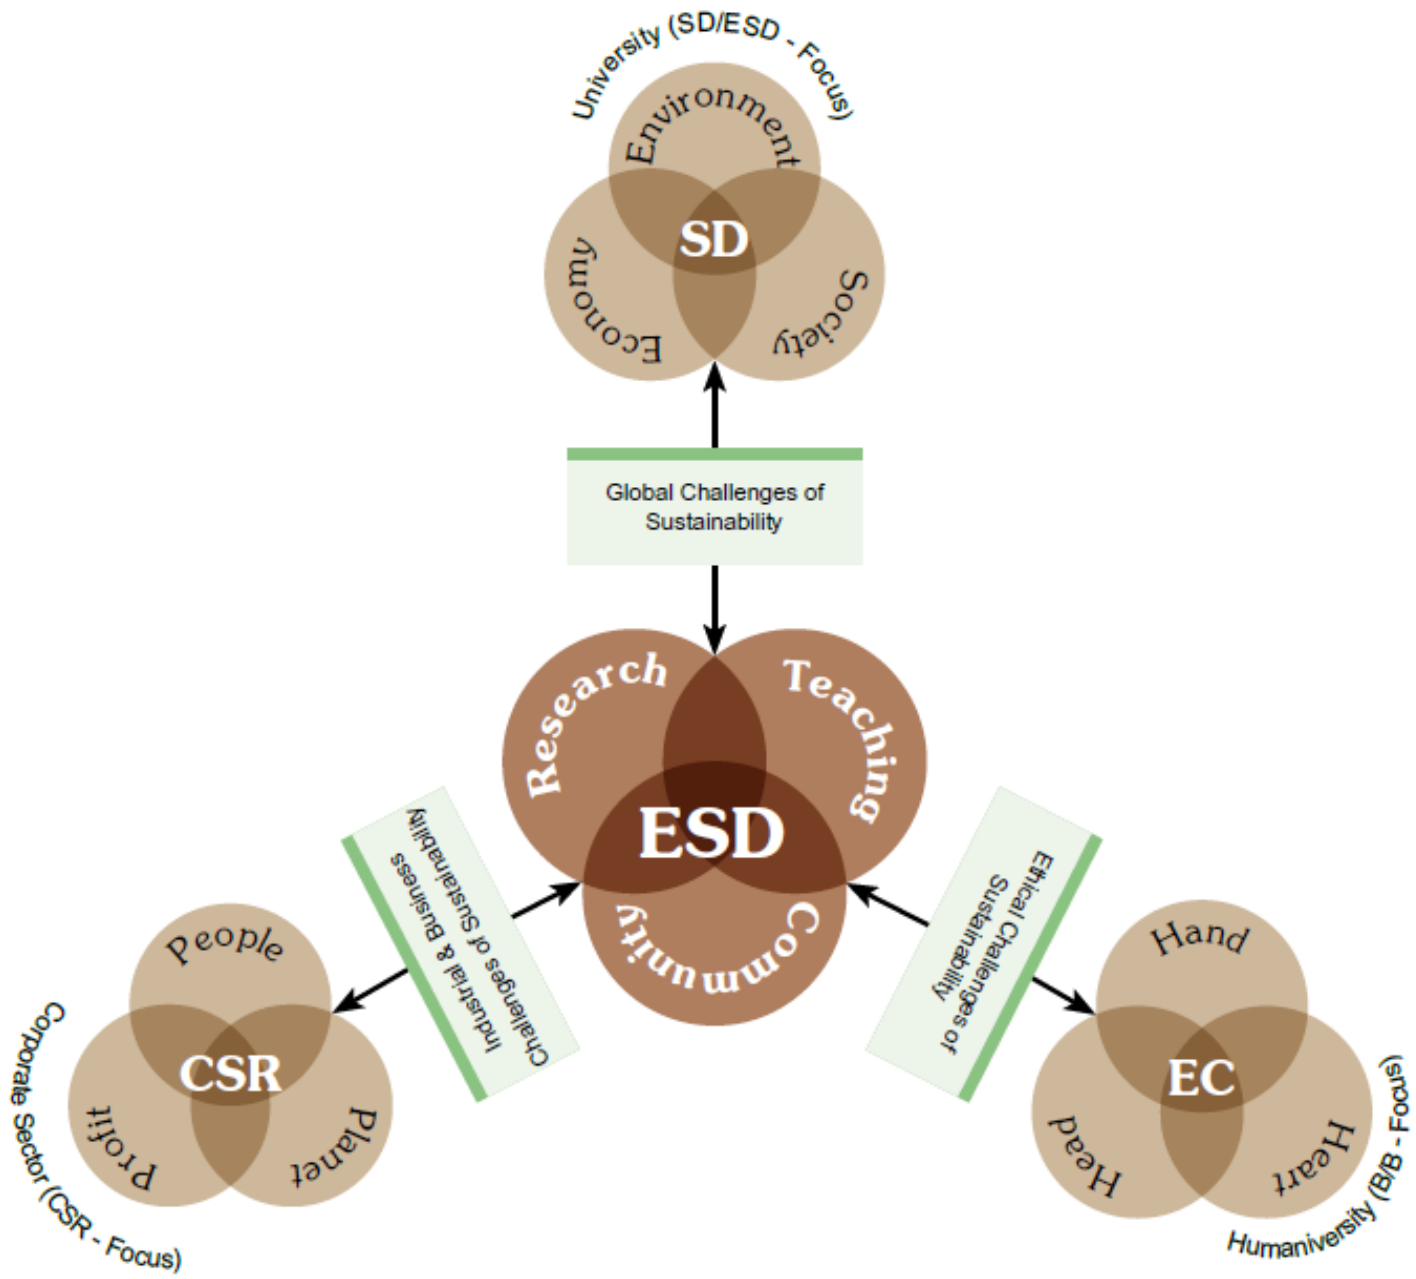 University (SD/ESD - Focus)
Environment
SD
Economy
Society
Global Challenges of
Sustainability
Research
Teaching
ESD
Community
Industrial & Business
Challenges of Sustainability
Ethical Challenges of
Sustainability
People
CSR
Profit
Planet
Corporate Sector (CSR - Focus)
Hand
EC
Head
Heart
Humaniversity (B/B - Focus)